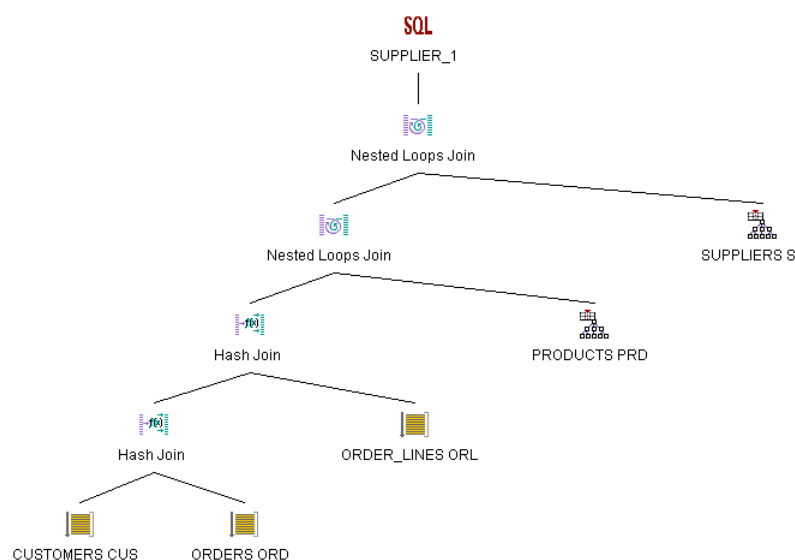 SQL
SUPPLIER_1
Nested Loops Join
Nested Loops Join
SUPPLIERS S
Hash Join
PRODUCTS PRD
Hash Join
ORDER_LINES ORL
CUSTOMERS CUS
ORDERS ORD